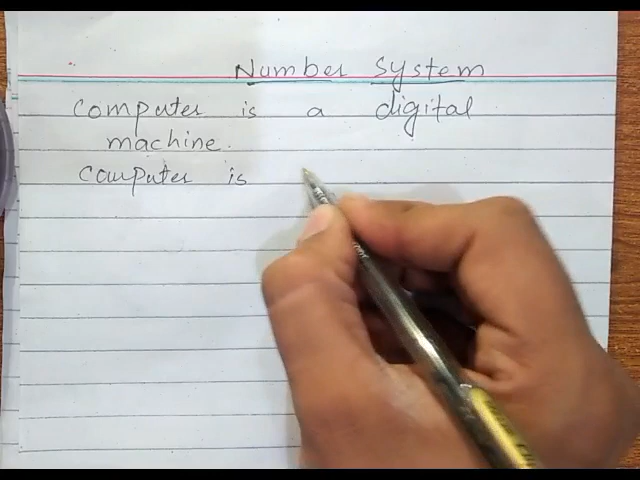 Number System
Computer is a digital
machine.
Computer is